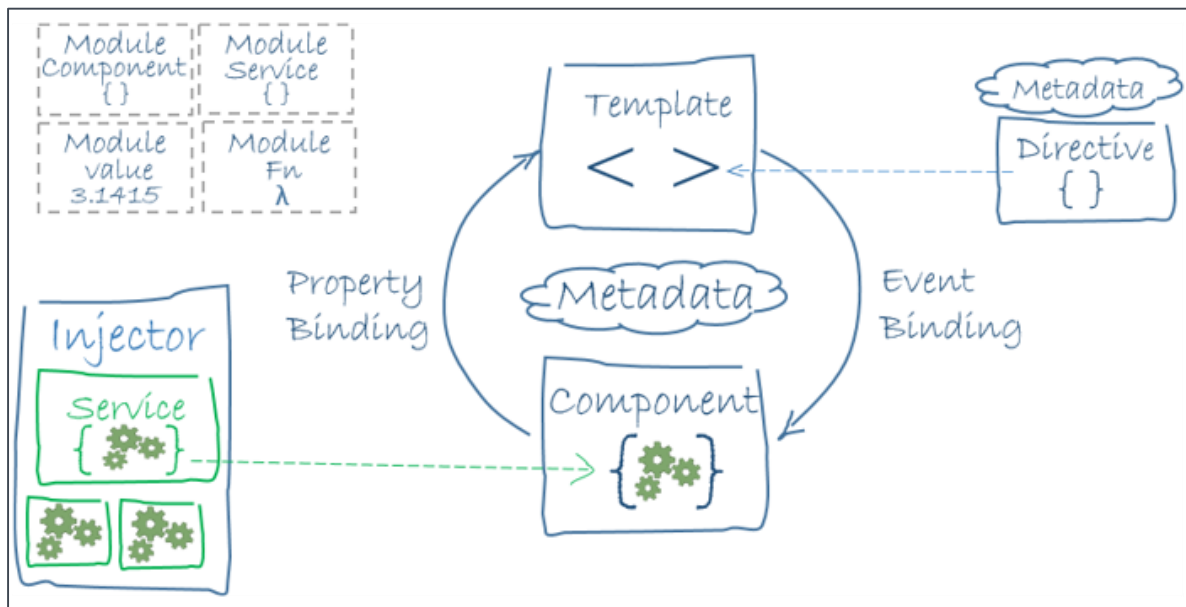 Module
Component
{ }
Module
Service
{ }
Module
value
3.1415
Module
Fn
λ
Template
< >
Metadata
Directive
{ }
Property
Binding
Metadata
Event
Binding
Injector
Service
{ }
Component
{ }